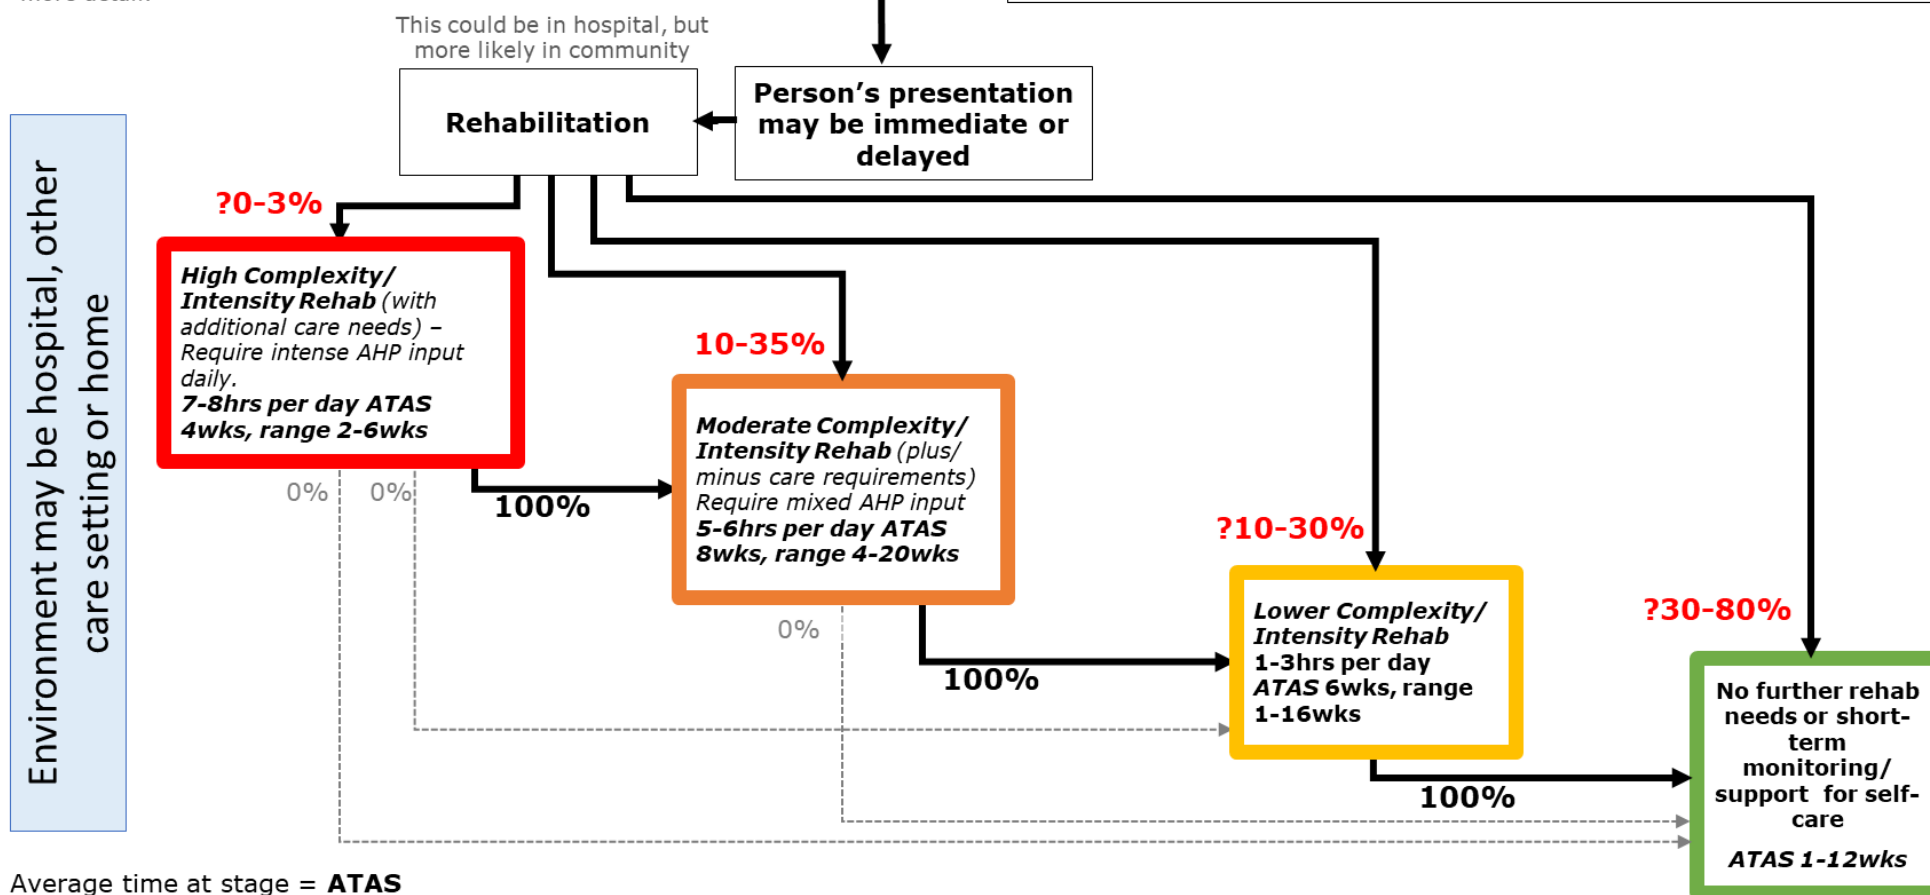 This could be in hospital, but
more likely in community
Rehabilitation
Person's presentation
may be immediate or
delayed
Environment may be hospital, other
care setting or home
?0-3%
High Complexity/
Intensity Rehab (with
additional care needs) –
Require intense AHP input
daily.
7-8hrs per day ATAS
4wks, range 2-6wks
0%
0%
100%
10-35%
Moderate Complexity/
Intensity Rehab (plus/
minus care requirements)
Require mixed AHP input
5-6hrs per day ATAS
8wks, range 4-20wks
0%
100%
?10-30%
Lower Complexity/
Intensity Rehab
1-3hrs per day
ATAS 6wks, range
1-16wks
100%
?30-80%
No further rehab
needs or short-
term
monitoring/
support for self-
care
ATAS 1-12wks
Average time at stage = ATAS